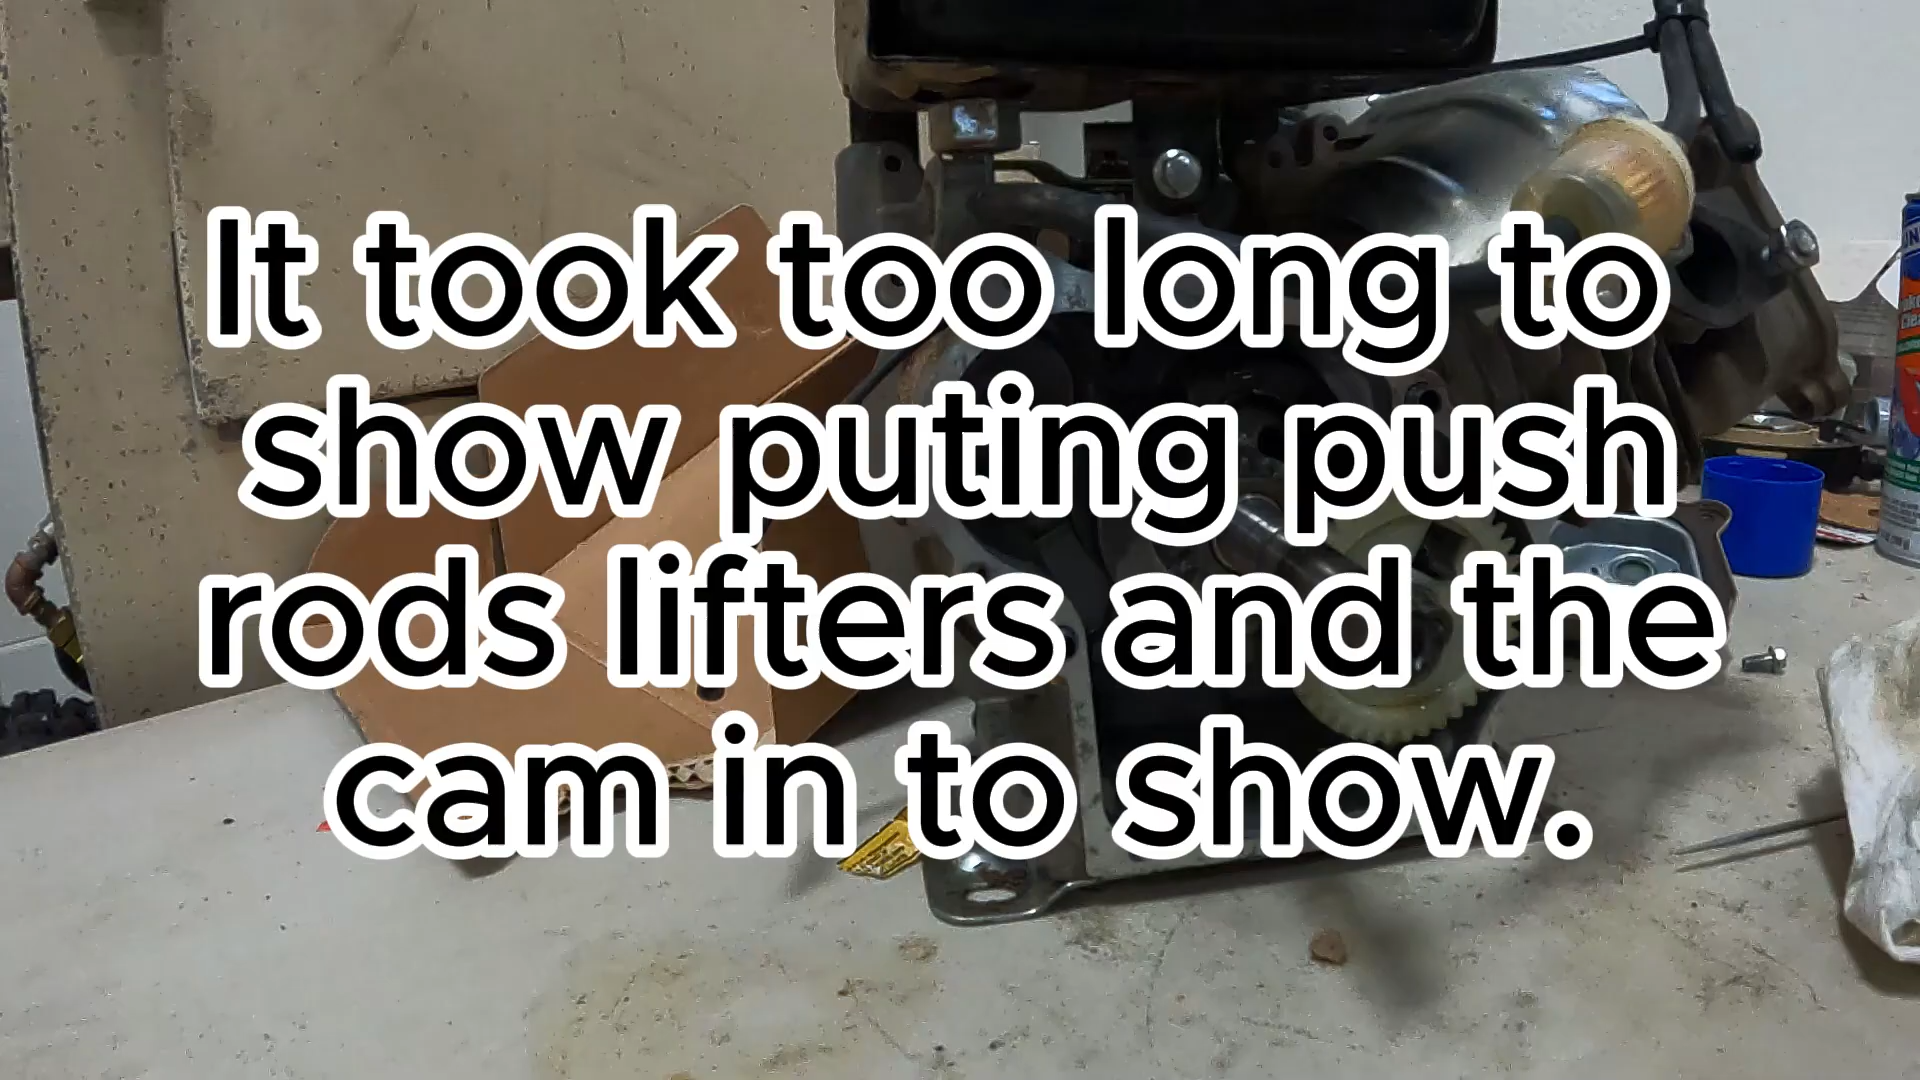 It took too long to
show puting push
rods lifters and the
cam in to show.